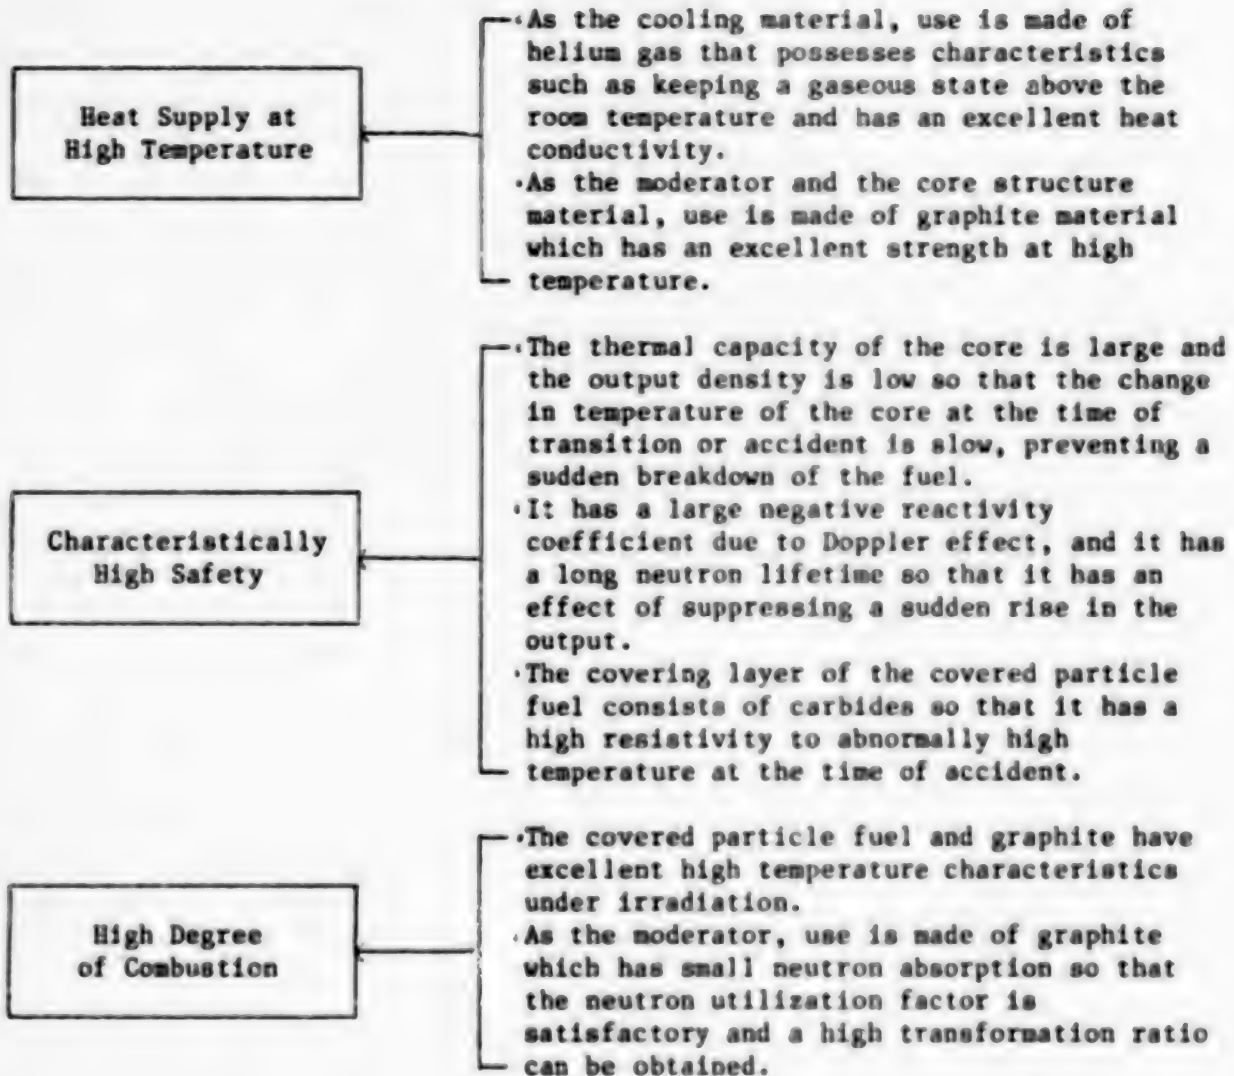 Heat Supply at
High Temperature
·As the cooling material, use is made of
helium gas that possesses characteristics
such as keeping a gaseous state above the
room temperature and has an excellent heat
conductivity.
·As the moderator and the core structure
material, use is made of graphite material
which has an excellent strength at high
temperature.
Characteristically
High Safety
·The thermal capacity of the core is large and
the output density is low so that the change
in temperature of the core at the time of
transition or accident is slow, preventing a
sudden breakdown of the fuel.
·It has a large negative reactivity
coefficient due to Doppler effect, and it has
a long neutron lifetime so that it has an
effect of suppressing a sudden rise in the
output.
·The covering layer of the covered particle
fuel consists of carbides so that it has a
high resistivity to abnormally high
temperature at the time of accident.
High Degree
of Combustion
·The covered particle fuel and graphite have
excellent high temperature characteristics
under irradiation.
·As the moderator, use is made of graphite
which has small neutron absorption so that
the neutron utilization factor is
satisfactory and a high transformation ratio
can be obtained.